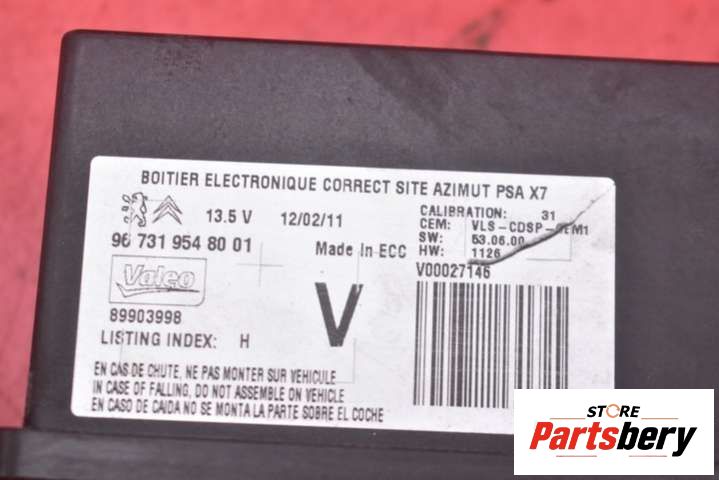 BOITIER ELECTRONIQUE CORRECT SITE AZIMUT PSA X7
13.5 V 12/02/11
CALIBRATION: 31
CEM: VLS-CDSP-GEM1
SW: 53.06.00
HW: 1126
V00027146
96 731 954 80 01
Made in ECC
Valeo
V
89903998
LISTING INDEX: H
EN CAS DE CHUTE, NE PAS MONTER SUR VEHICULE
IN CASE OF FALLING, DO NOT ASSEMBLE ON VEHICLE
EN CASO DE CAIDA NO SE MONTA LA PARTE SOBRE EL COCHE
STORE
Partsbery